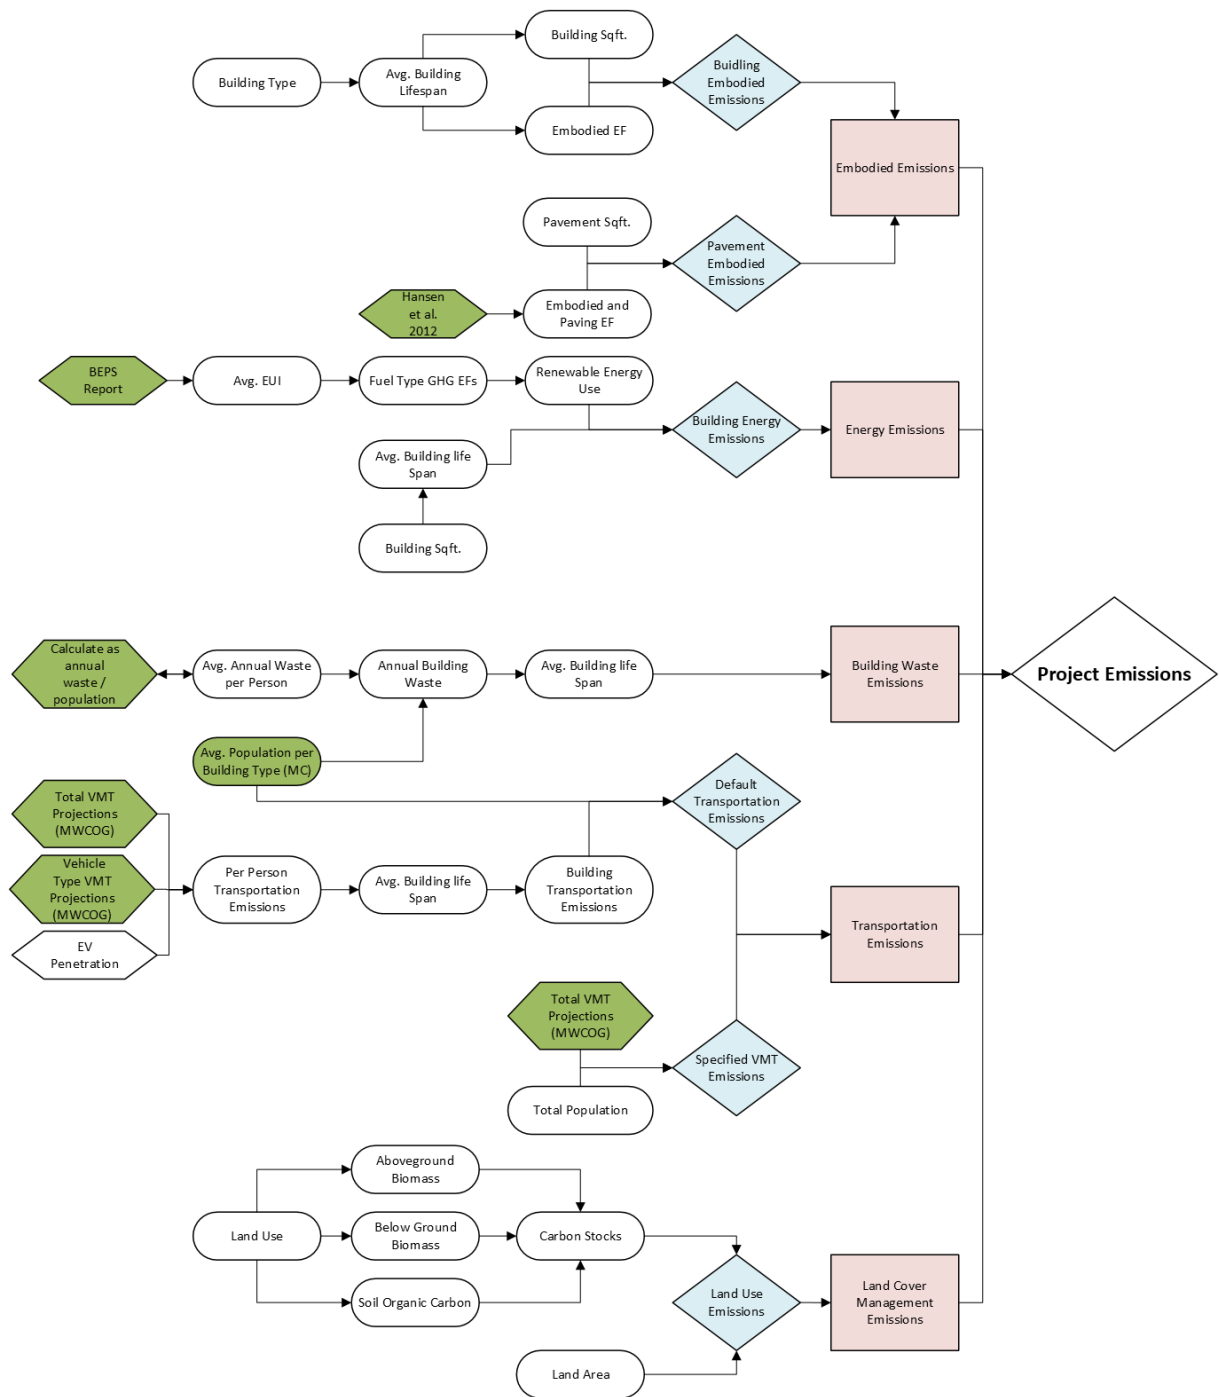 Building Sqft.
Building Type
Avg. Building
Lifespan
Buidling
Embodied
Emissions
Embodied EF
Embodied Emissions
Pavement Sqft.
Pavement
Embodied
Emissions
Hansen
et al.
2012
Embodied and
Paving EF
BEPS
Report
Avg. EUI
Fuel Type GHG EFs
Renewable Energy
Use
Building Energy
Emissions
Energy Emissions
Avg. Building life
Span
Building Sqft.
Calculate as
annual
waste /
population
Avg. Annual Waste
per Person
Annual Building
Waste
Avg. Building life
Span
Building Waste
Emissions
Project Emissions
Avg. Population per
Building Type (MC)
Default
Transportation
Emissions
Total VMT
Projections
(MWCOG)
Vehicle
Type VMT
Projections
(MWCOG)
EV
Penetration
Per Person
Transportation
Emissions
Avg. Building life
Span
Building
Transportation
Emissions
Transportation
Emissions
Total VMT
Projections
(MWCOG)
Specified VMT
Emissions
Total Population
Aboveground
Biomass
Land Use
Below Ground
Biomass
Carbon Stocks
Soil Organic Carbon
Land Use
Emissions
Land Cover
Management
Emissions
Land Area